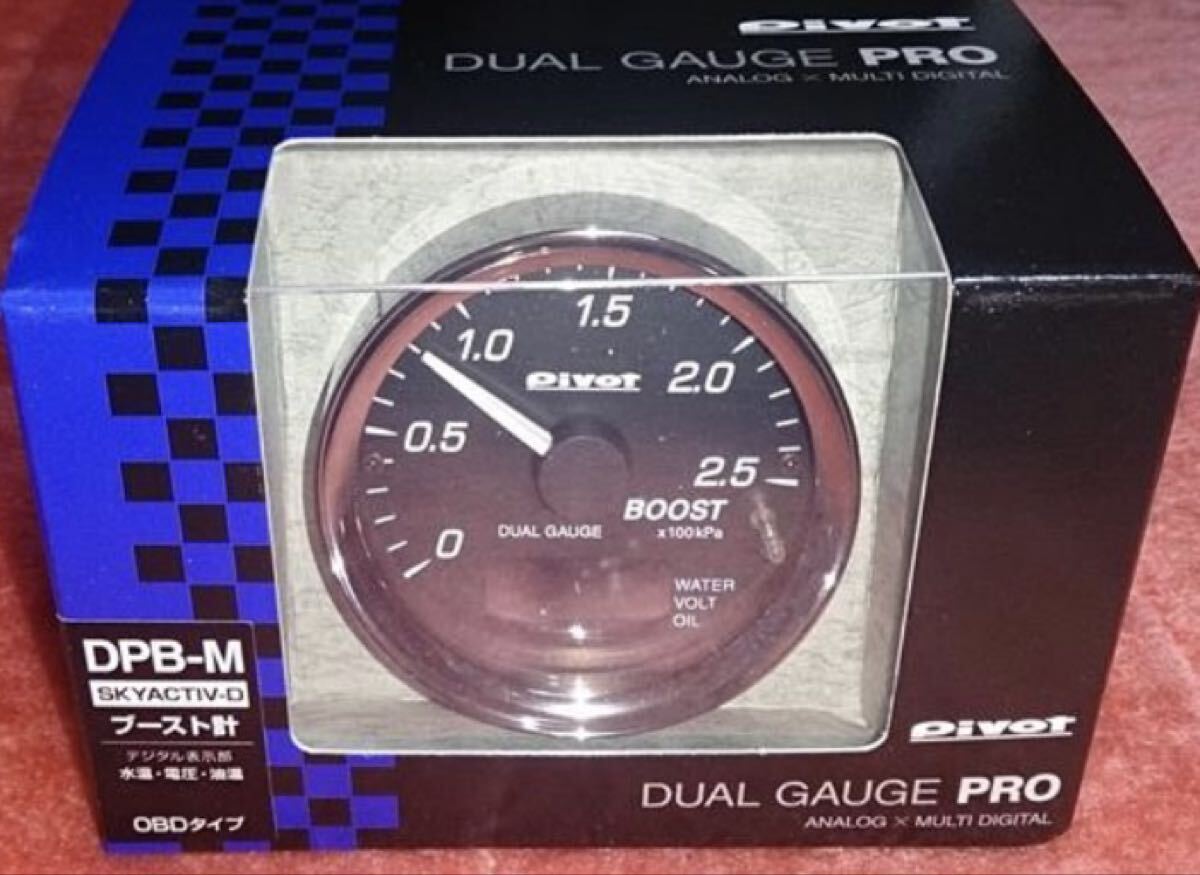 pivot
DUAL GAUGE PRO
ANALOG × MULTI DIGITAL
1.5
1.0
pivot
2.0
0.5
2.5
BOOST
DUAL GAUGE
x100kPa
0
WATER
VOLT
OIL
DPB-M
SKYACTIV-D
ブースト計
デジタル表示部
水温・電圧・油温
OBDタイプ
pivot
DUAL GAUGE PRO
ANALOG × MULTI DIGITAL